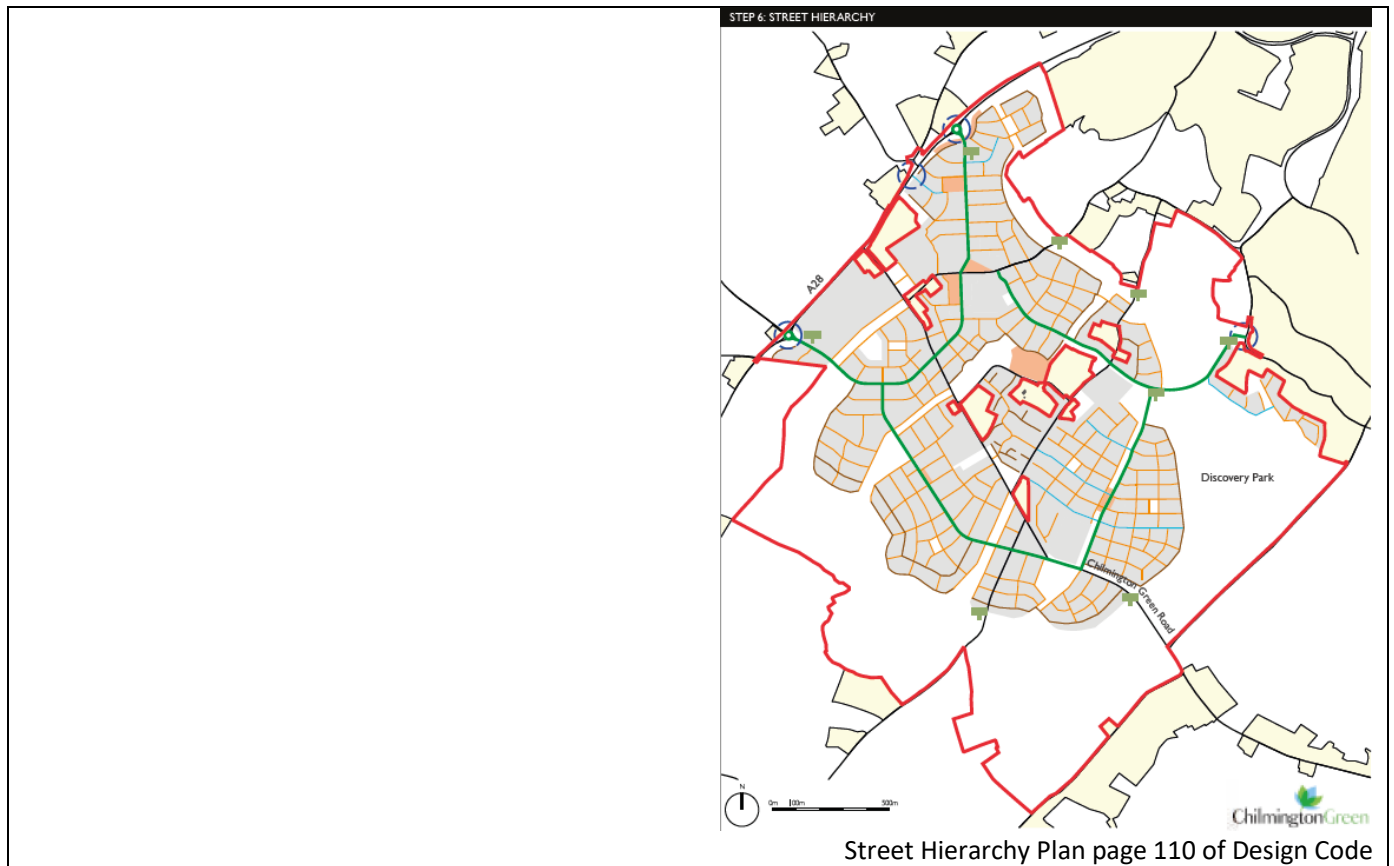 STEP 6: STREET HIERARCHY
A28
Discovery Park
Chilmington Green Road
N
0m 100m 500m
ChilmingtonGreen
Street Hierarchy Plan page 110 of Design Code